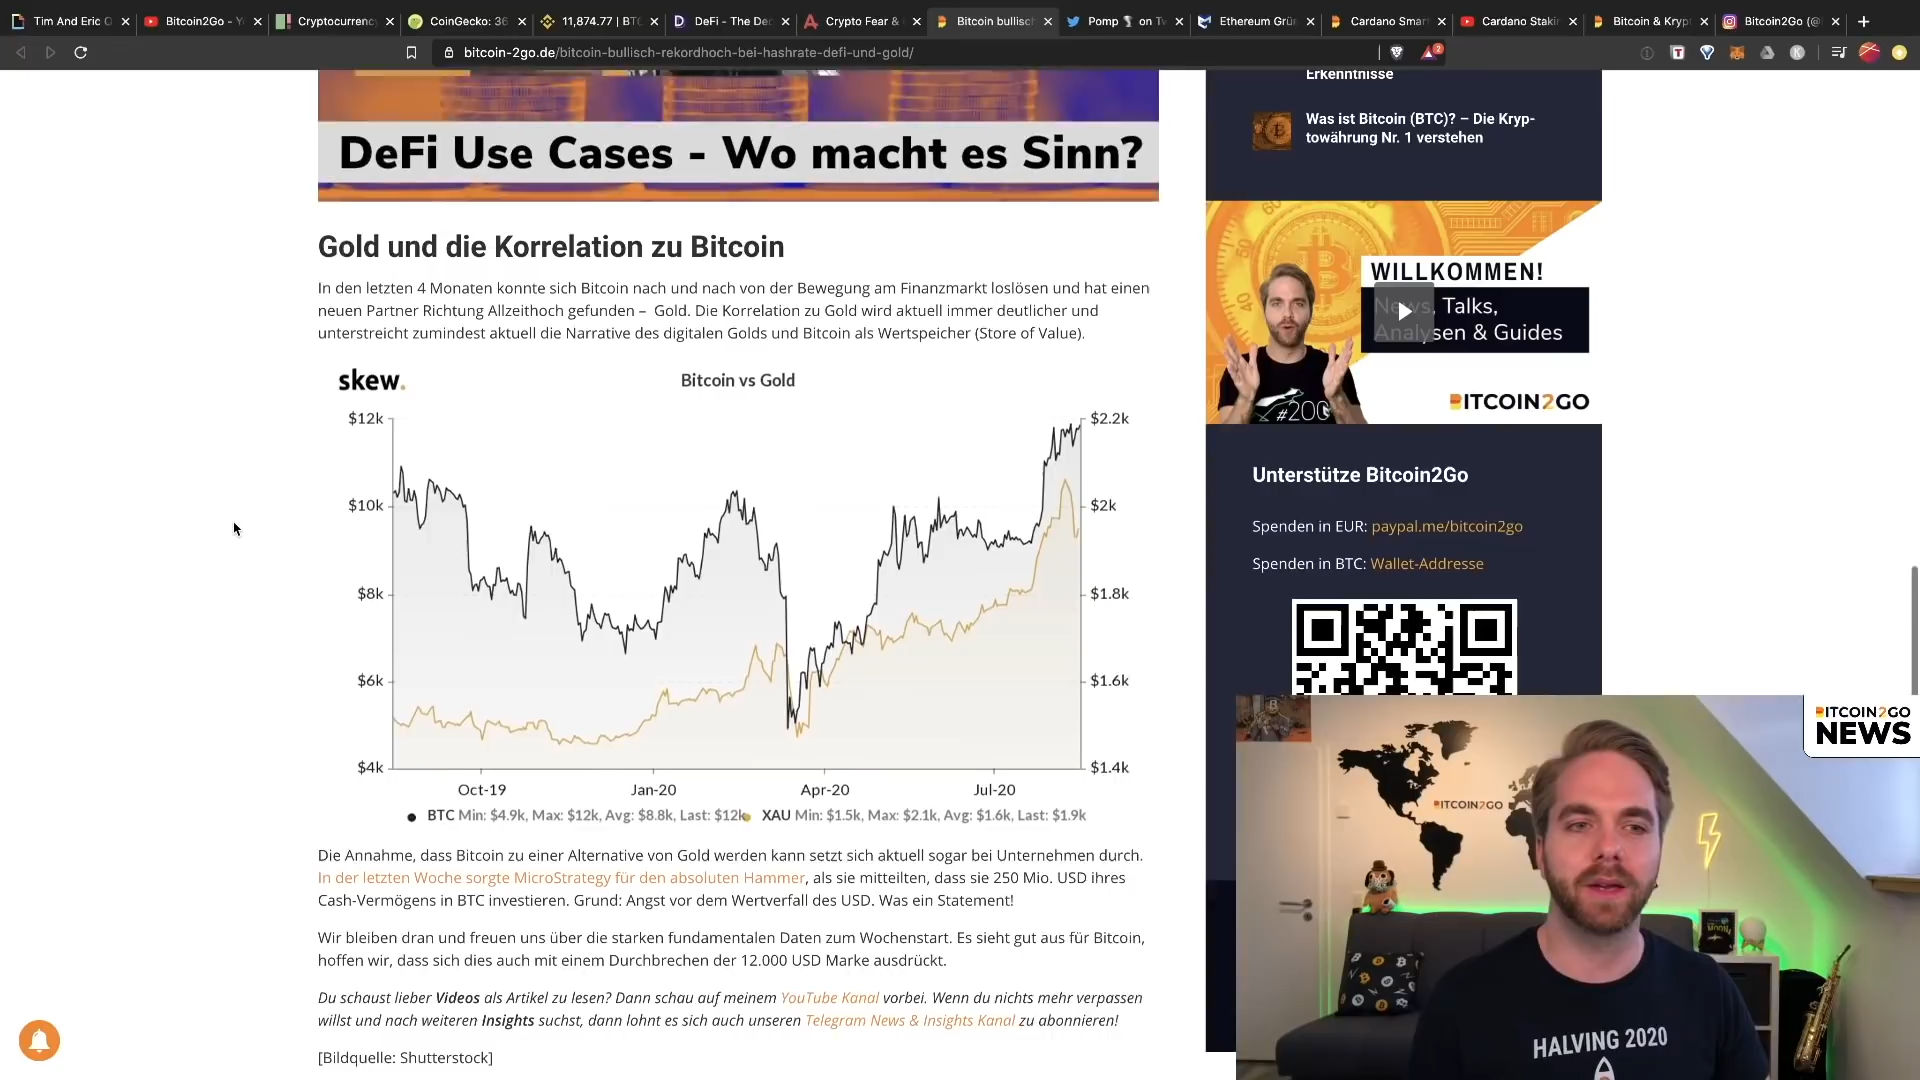 Tim And Eric
Bitcoin2Go -
Cryptocurrenc
CoinGecko: 36
11,874.77 | BTC
DeFi - The De
Crypto Fear &
Bitcoin bullisch
Pomp
on Tw
Ethereum Grü
Cardano Smar
Cardano Staki
Bitcoin & Krypt
Bitcoin2Go (@
bitcoin-2go.de/bitcoin-bullisch-rekordhoch-bei-hashrate-defi-und-gold/
2
DeFi Use Cases - Wo macht es Sinn?
Gold und die Korrelation zu Bitcoin
In den letzten 4 Monaten konnte sich Bitcoin nach und nach von der Bewegung am Finanzmarkt loslösen und hat einen
neuen Partner Richtung Allzeithoch gefunden – Gold. Die Korrelation zu Gold wird aktuell immer deutlicher und
unterstreicht zumindest aktuell die Narrative des digitalen Golds und Bitcoin als Wertspeicher (Store of Value).
skew.
Bitcoin vs Gold
$12k
$10k
$8k
$6k
$4k
$2.2k
$2k
$1.8k
$1.6k
$1.4k
Oct-19
Jan-20
Apr-20
Jul-20
BTC Min: $4.9k, Max: $12k, Avg: $8.8k, Last: $12k
XAU Min: $1.5k, Max: $2.1k, Avg: $1.6k, Last: $1.9k
Die Annahme, dass Bitcoin zu einer Alternative von Gold werden kann setzt sich aktuell sogar bei Unternehmen durch.
In der letzten Woche sorgte MicroStrategy für den absoluten Hammer, als sie mitteilten, dass sie 250 Mio. USD ihres
Cash-Vermögens in BTC investieren. Grund: Angst vor dem Wertverfall des USD. Was ein Statement!
Wir bleiben dran und freuen uns über die starken fundamentalen Daten zum Wochenstart. Es sieht gut aus für Bitcoin,
hoffen wir, dass sich dies auch mit einem Durchbrechen der 12.000 USD Marke ausdrückt.
Du schaust lieber Videos als Artikel zu lesen? Dann schau auf meinem YouTube Kanal vorbei. Wenn du nichts mehr verpassen
willst und nach weiteren Insights suchst, dann lohnt es sich auch unseren Telegram News & Insights Kanal zu abonnieren!
[Bildquelle: Shutterstock]
Erkenntnisse
Was ist Bitcoin (BTC)? – Die Kryp-
towährung Nr. 1 verstehen
WILLKOMMEN!
News, Talks,
Analysen & Guides
#200
BITCOIN2GO
Unterstütze Bitcoin2Go
Spenden in EUR: paypal.me/bitcoin2go
Spenden in BTC: Wallet-Addresse
BITCOIN2GO
NEWS
BITCOIN2GO
MOON
HALVING 2020